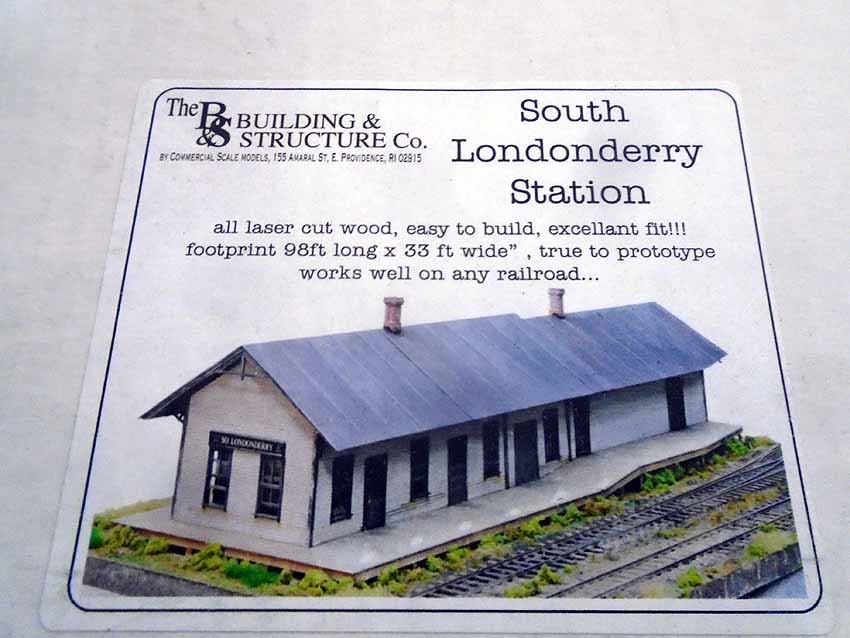 The B&S BUILDING &
STRUCTURE Co.
BY COMMERCIAL SCALE MODELS, 155 AMARAL ST, E. PROVIDENCE, RI 02915
South
Londonderry
Station
all laser cut wood, easy to build, excellant fit!!!
footprint 98ft long x 33 ft wide” , true to prototype
works well on any railroad...
SO LONDONDERRY